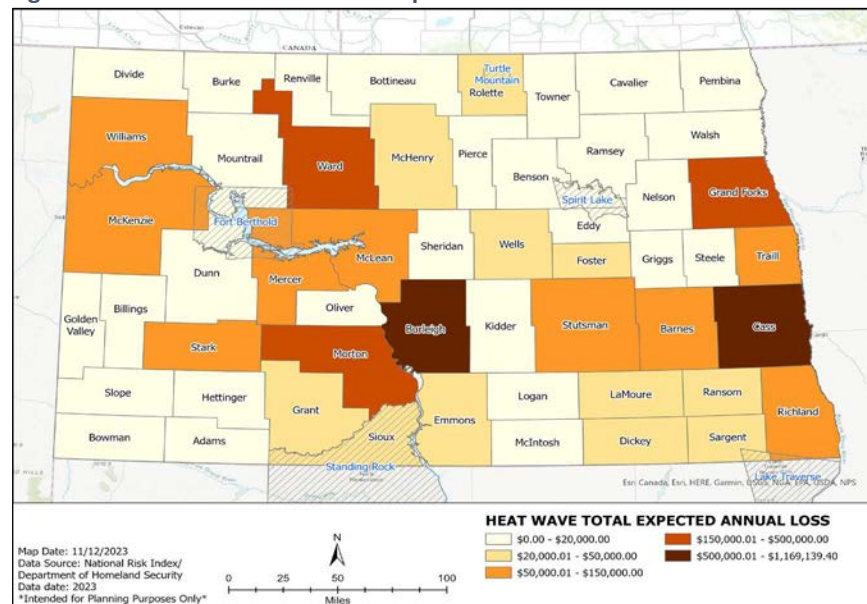 CANADA
Divide
Burke
Renville
Bottineau
Turtle
Mountain
Rolette
Towner
Cavalier
Pembina
Williams
Mountrail
Ward
McHenry
Pierce
Benson
Ramsey
Walsh
Spirit Lake
Nelson
Grand Forks
McKenzie
Fort Berthold
Dunn
Mercer
McLean
Sheridan
Wells
Eddy
Foster
Griggs
Steele
Traill
Golden
Valley
Billings
Oliver
Burleigh
Kidder
Stutsman
Barnes
Cass
Stark
Morton
Slope
Hettinger
Grant
Sioux
Emmons
Logan
LaMoure
Ransom
Richland
Bowman
Adams
Standing Rock
McIntosh
Dickey
Sargent
Lake Traverse
Esri Canada, Esri, HERE, Garmin, USGS, NGA, EPA, USDA, NPS
HEAT WAVE TOTAL EXPECTED ANNUAL LOSS
$0.00 - $20,000.00
$20,000.01 - $50,000.00
$50,000.01 - $150,000.00
$150,000.01 - $500,000.00
$500,000.01 - $1,169,139.40
Map Date: 11/12/2023
Data Source: National Risk Index/
Department of Homeland Security
Data date: 2023
*Intended for Planning Purposes Only*
N
0 25 50 100
Miles